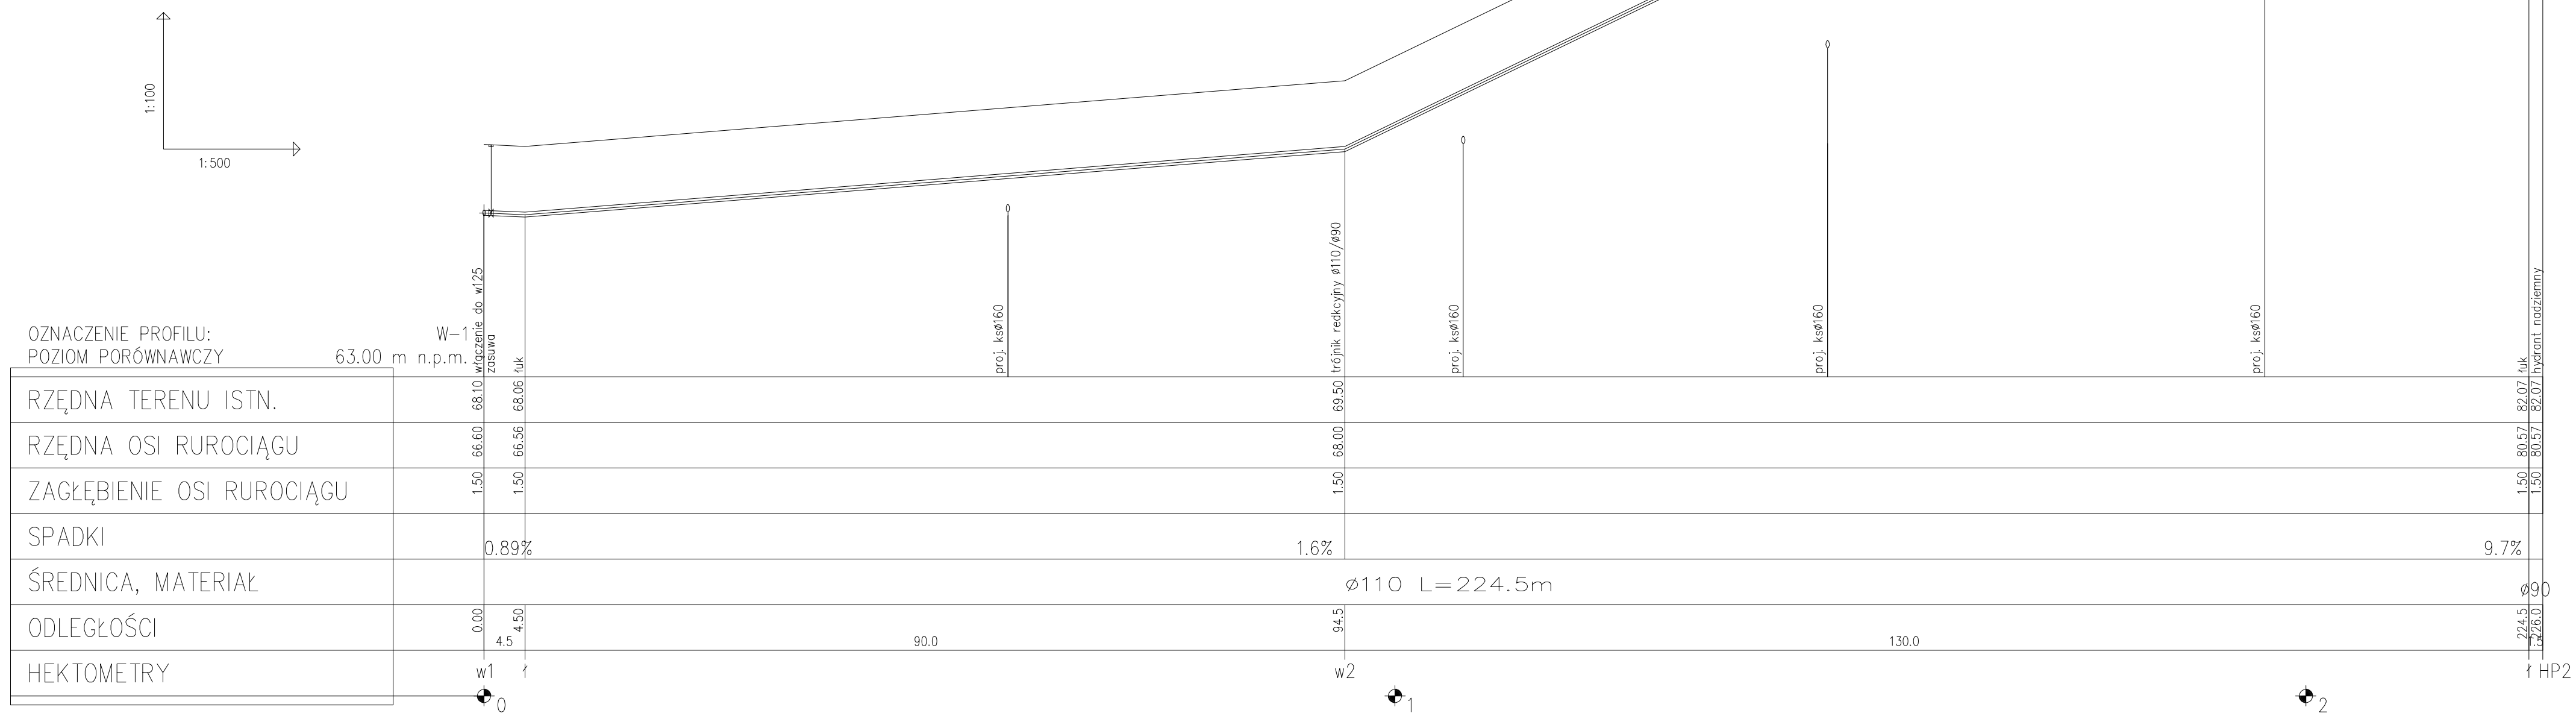 1:100
1:500
OZNACZENIE PROFILU: W-1
POZIOM PORÓWNAWCZY 63.00 m n.p.m.
włączenie do w125
zasuwa
łuk
proj. ksø160
trójnik redkcyjny ø110/ø90
proj. ksø160
proj. ksø160
proj. ksø160
łuk
hydrant nadziemny
RZĘDNA TERENU ISTN. 68.10 68.06 69.50 82.07 82.07
RZĘDNA OSI RUROCIĄGU 66.60 66.56 68.00 80.57 80.57
ZAGŁĘBIENIE OSI RUROCIĄGU 1.50 1.50 1.50 1.50 1.50
SPADKI 0.89% 1.6% 9.7%
ŚREDNICA, MATERIAŁ ø110 L=224.5m ø90
ODLEGŁOŚCI 0.00 4.50 94.5 224.5 226.0
4.5 90.0 130.0 1.5
HEKTOMETRY w1 ł w2 ł HP2
0 1 2